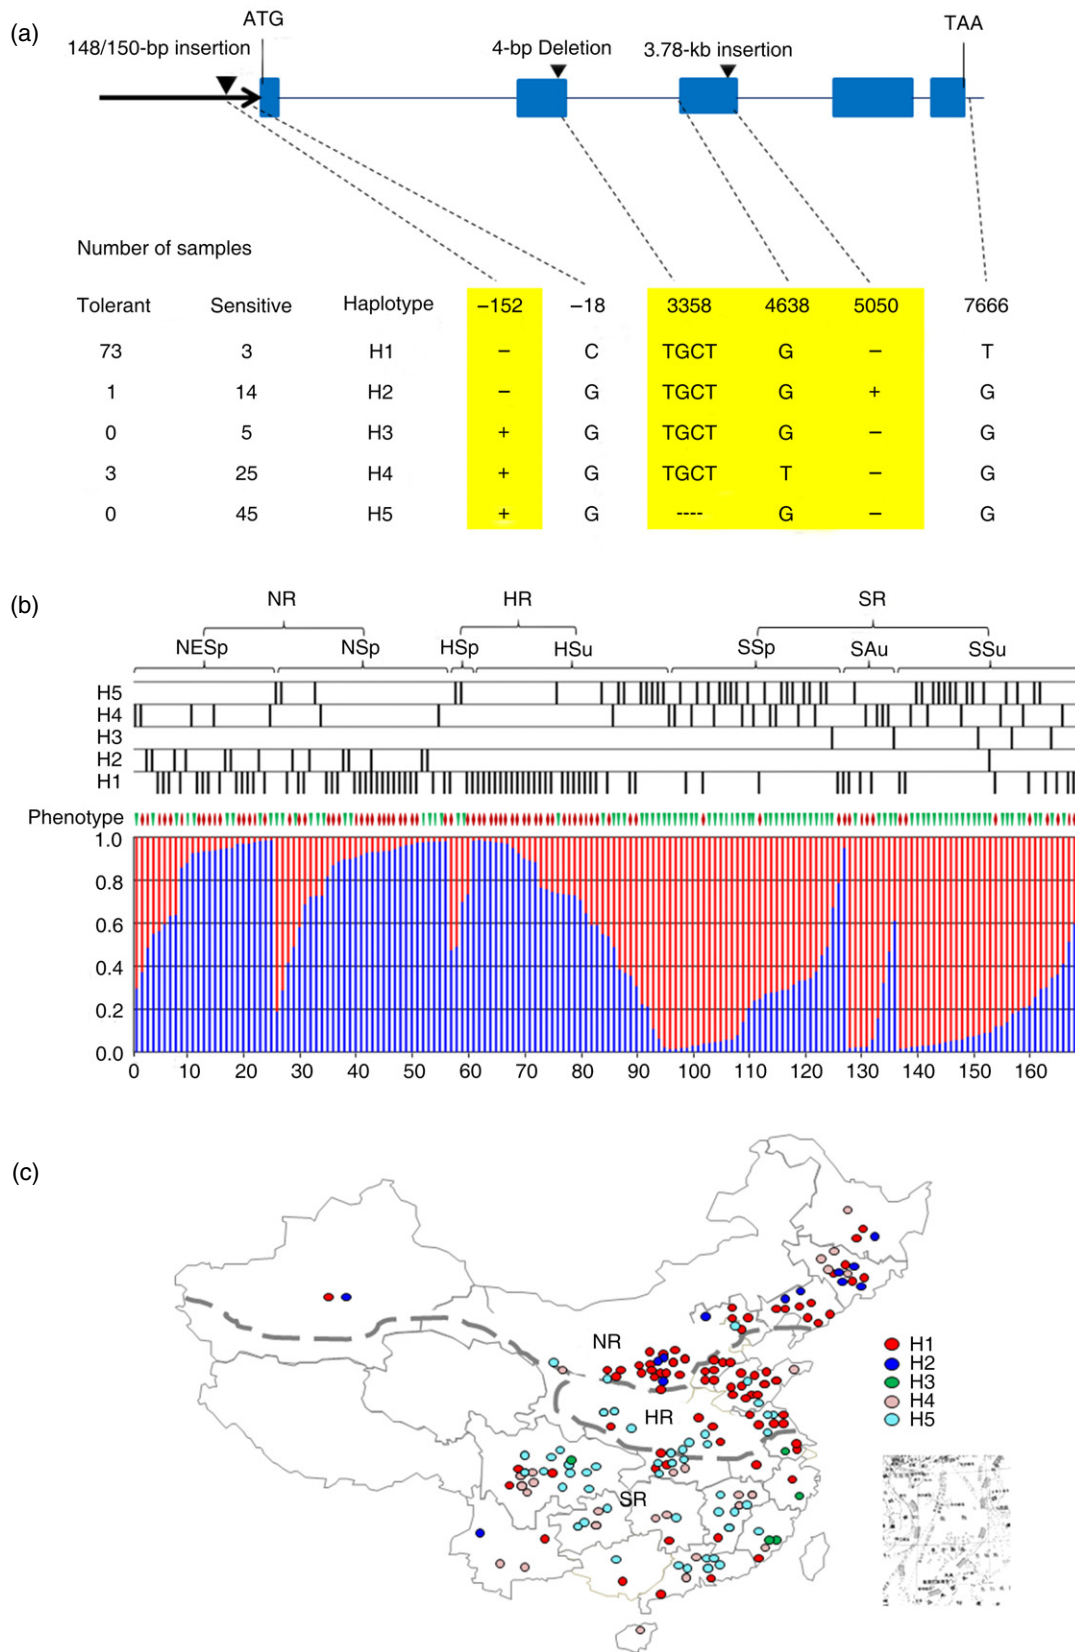 (a)
ATG
TAA
148/150-bp insertion
4-bp Deletion
3.78-kb insertion
Number of samples
Tolerant Sensitive Haplotype −152 −18 3358 4638 5050 7666
73 3 H1 − C TGCT G − T
1 14 H2 − G TGCT G + G
0 5 H3 + G TGCT G − G
3 25 H4 + G TGCT T − G
0 45 H5 + G ---- G − G
(b)
NR HR SR
NESp NSp HSp HSu SSp SAu SSu
H5
H4
H3
H2
H1
Phenotype
1.0
0.8
0.6
0.4
0.2
0.0
0 10 20 30 40 50 60 70 80 90 100 110 120 130 140 150 160
(c)
NR
HR
SR
H1
H2
H3
H4
H5